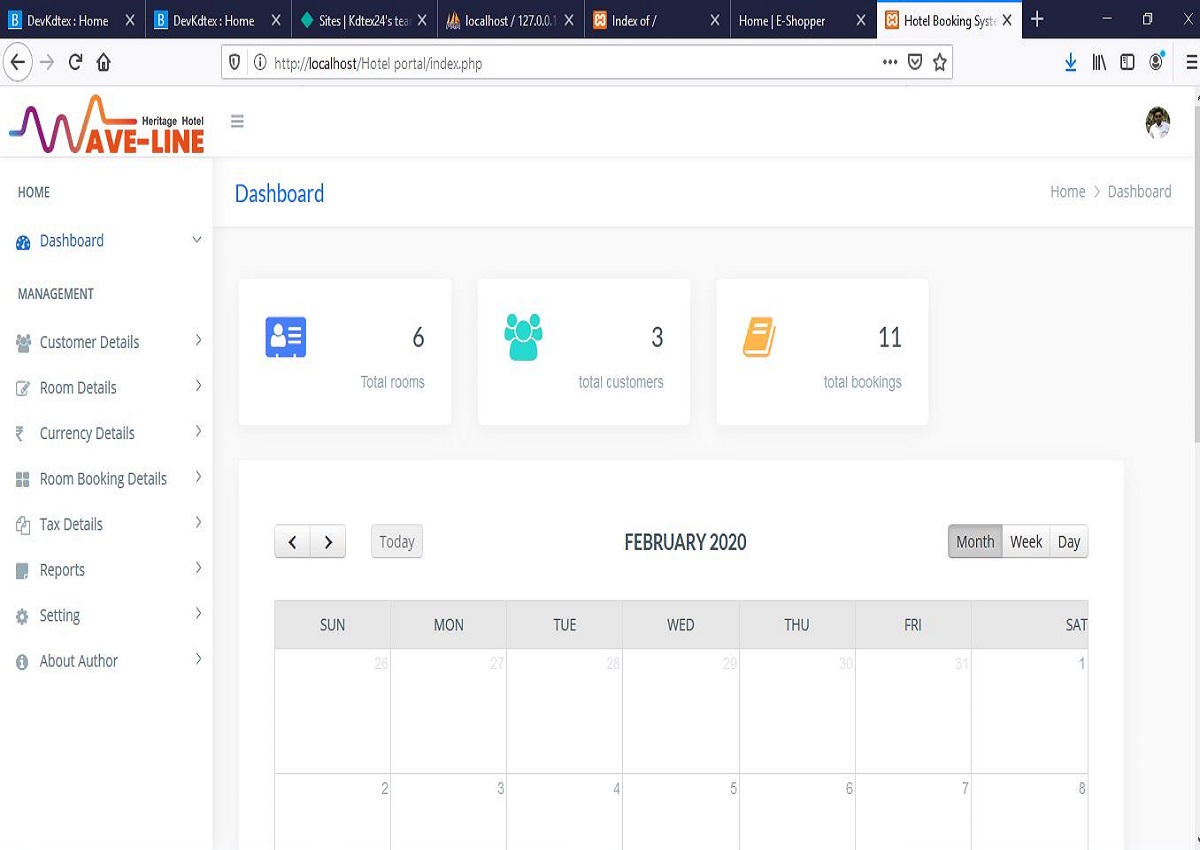 DevKdtex : Home
DevKdtex : Home
Sites | Kdtex24's tea
localhost / 127.0.0.1
Index of /
Home | E-Shopper
Hotel Booking Syste
http://localhost/Hotel portal/index.php
Heritage Hotel
WAVE-LINE
HOME
Dashboard
Home > Dashboard
Dashboard
MANAGEMENT
Customer Details
Room Details
Currency Details
Room Booking Details
Tax Details
Reports
Setting
About Author
6
Total rooms
3
total customers
11
total bookings
Today
FEBRUARY 2020
Month Week Day
SUN MON TUE WED THU FRI SAT
26 27 28 29 30 31 1
2 3 4 5 6 7 8